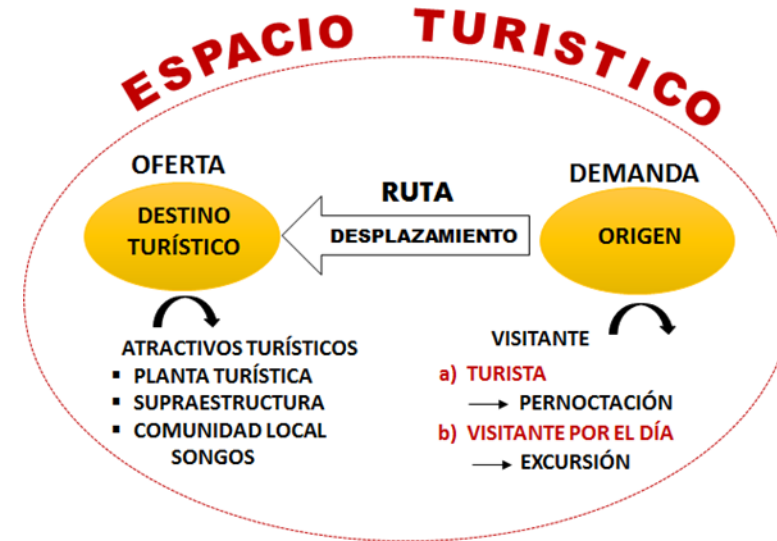 ESPACIO TURISTICO
OFERTA
DESTINO
TURÍSTICO
RUTA
DESPLAZAMIENTO
DEMANDA
ORIGEN
ATRACTIVOS TURÍSTICOS
▪ PLANTA TURÍSTICA
▪ SUPRAESTRUCTURA
▪ COMUNIDAD LOCAL
SONGOS
VISITANTE
a) TURISTA
→ PERNOCTACIÓN
b) VISITANTE POR EL DÍA
→ EXCURSIÓN